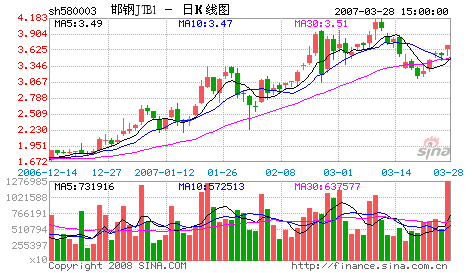 sh580003 邯钢JTB1 - 日K线图 2007-03-28 15:00:00
MA5:3.49 MA10:3.47 MA30:3.51
4.183
3.904
3.625
3.346
3.067
2.788
2.509
2.230
1.951
1.672
2006-12-14 12-27 2007-01-12 01-26 02-08 03-01 03-14 03-28
sina
1276985 MA5:731916 MA10:572513 MA30:637577
1021588
766191
510794
255397
x10
Copyright 2008 SINA.COM http://finance.sina.com.cn